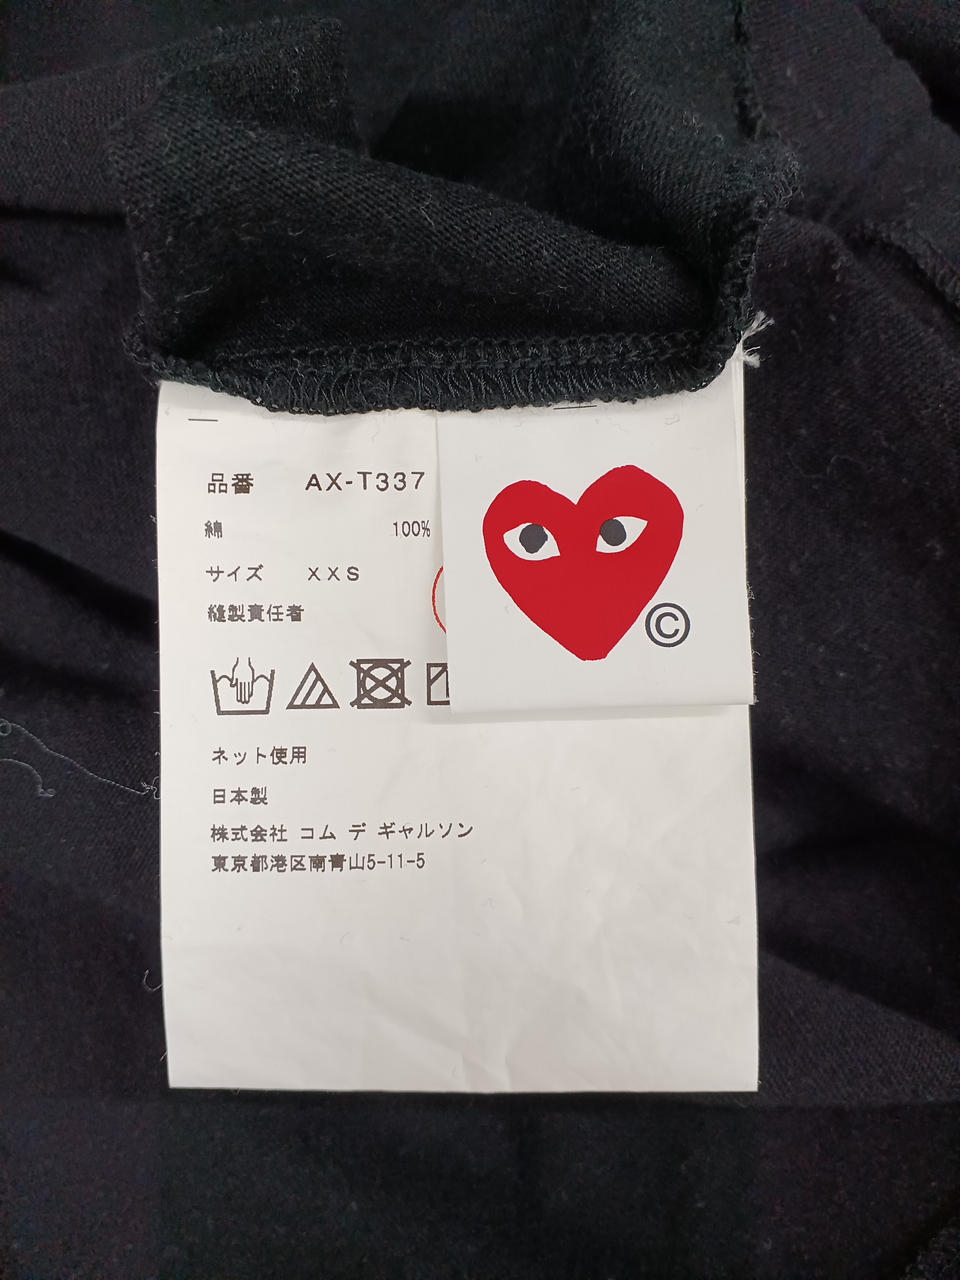 品番 AX-T337
綿 100%
サイズ XXS
縫製責任者
ネット使用
日本製
株式会社 コム デ ギャルソン
東京都港区南青山5-11-5
©